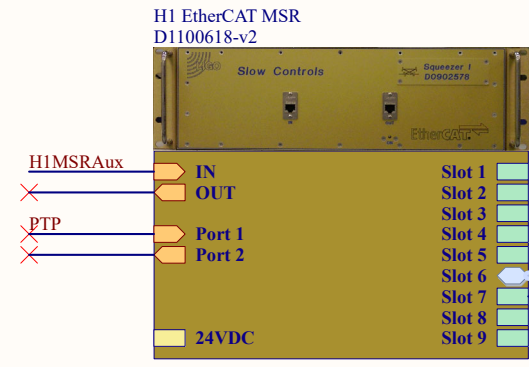 H1 EtherCAT MSR
D1100618-v2
Slow Controls
Squeezer I
D0902578
EtherCAT
H1MSRAux
IN
OUT
PTP
Port 1
Port 2
24VDC
Slot 1
Slot 2
Slot 3
Slot 4
Slot 5
Slot 6
Slot 7
Slot 8
Slot 9